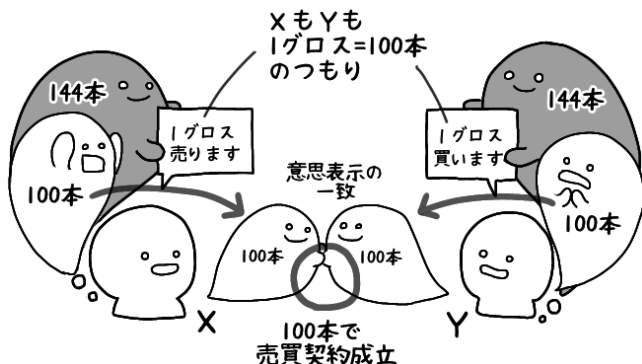 XもYも
1グロス=100本
のつもり
144本
1グロス
売ります
100本
X
意思表示の
一致
100本
100本
100本で
売買契約成立
144本
1グロス
買います
100本
Y